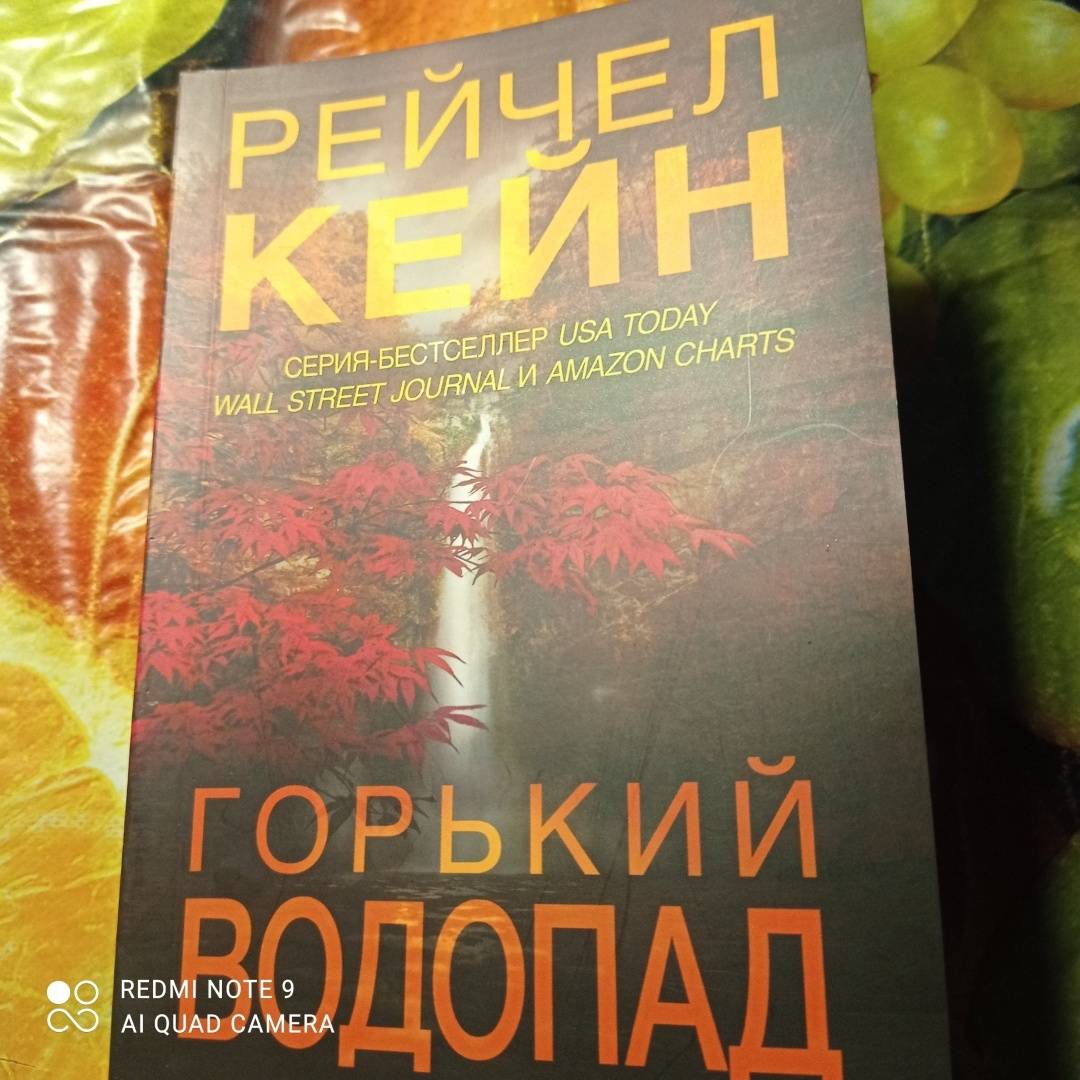 РЕЙЧЕЛ
КЕЙН
СЕРИЯ-БЕСТСЕЛЛЕР USA TODAY
WALL STREET JOURNAL И AMAZON CHARTS
ГОРЬКИЙ
ВОДОПАД
REDMI NOTE 9
AI QUAD CAMERA